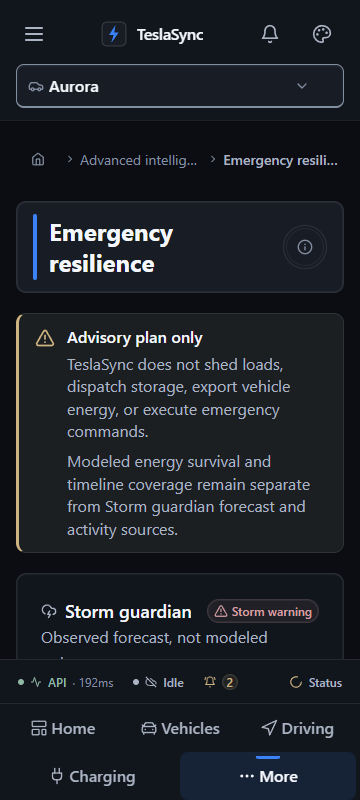 TeslaSync
Aurora
Advanced intellig... Emergency resili...
Emergency
resilience
Advisory plan only
TeslaSync does not shed loads,
dispatch storage, export vehicle
energy, or execute emergency
commands.
Modeled energy survival and
timeline coverage remain separate
from Storm guardian forecast and
activity sources.
Storm guardian Storm warning
Observed forecast, not modeled
API · 192ms Idle 2 Status
Home Vehicles Driving
Charging More